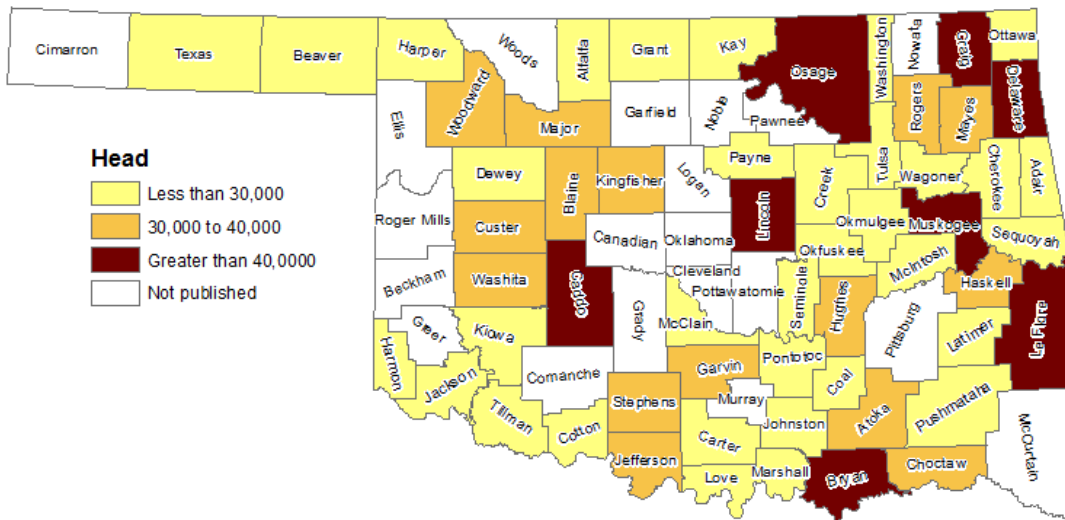 Cimarron
Texas
Beaver
Harper
Woods
Alfalfa
Grant
Kay
Osage
Washington
Nowata
Craig
Ottawa
Ellis
Woodward
Major
Garfield
Noble
Pawnee
Rogers
Mayes
Delaware
Head
Less than 30,000
30,000 to 40,000
Greater than 40,0000
Not published
Dewey
Blaine
Kingfisher
Logan
Payne
Creek
Tulsa
Wagoner
Cherokee
Adair
Roger Mills
Custer
Canadian
Oklahoma
Lincoln
Okmulgee
Muskogee
Sequoyah
Beckham
Washita
Caddo
Grady
Cleveland
Pottawatomie
Seminole
Okfuskee
McIntosh
Haskell
Greer
Kiowa
McClain
Hughes
Pittsburg
Latimer
Le Flore
Harmon
Jackson
Comanche
Garvin
Pontotoc
Coal
Tillman
Cotton
Stephens
Murray
Johnston
Atoka
Pushmataha
McCurtain
Jefferson
Carter
Love
Marshall
Bryan
Choctaw